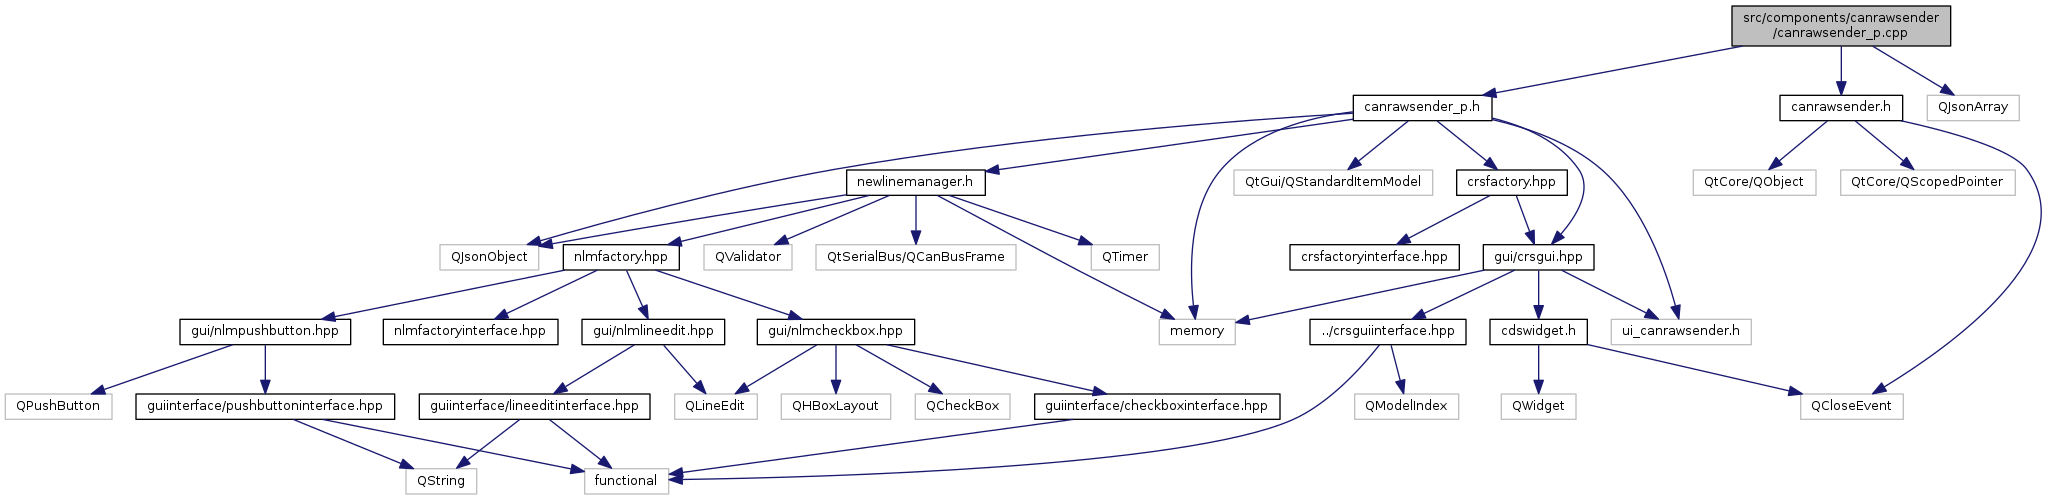 src/components/canrawsender
/canrawsender_p.cpp
canrawsender_p.h
canrawsender.h
QJsonArray
newlinemanager.h
QtGui/QStandardItemModel
crsfactory.hpp
QtCore/QObject
QtCore/QScopedPointer
QJsonObject
nlmfactory.hpp
QValidator
QtSerialBus/QCanBusFrame
QTimer
crsfactoryinterface.hpp
gui/crsgui.hpp
gui/nlmpushbutton.hpp
nlmfactoryinterface.hpp
gui/nlmlineedit.hpp
gui/nlmcheckbox.hpp
memory
../crsguiinterface.hpp
cdswidget.h
ui_canrawsender.h
QPushButton
guiinterface/pushbuttoninterface.hpp
guiinterface/lineeditinterface.hpp
QLineEdit
QHBoxLayout
QCheckBox
guiinterface/checkboxinterface.hpp
QModelIndex
QWidget
QCloseEvent
QString
functional